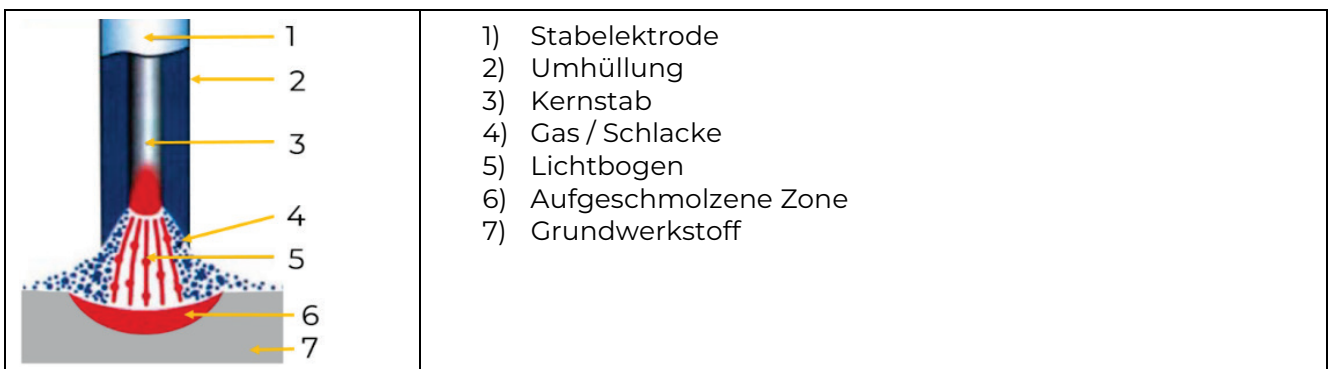 1
2
3
4
5
6
7
1) Stabelektrode
2) Umhüllung
3) Kernstab
4) Gas / Schlacke
5) Lichtbogen
6) Aufgeschmolzene Zone
7) Grundwerkstoff